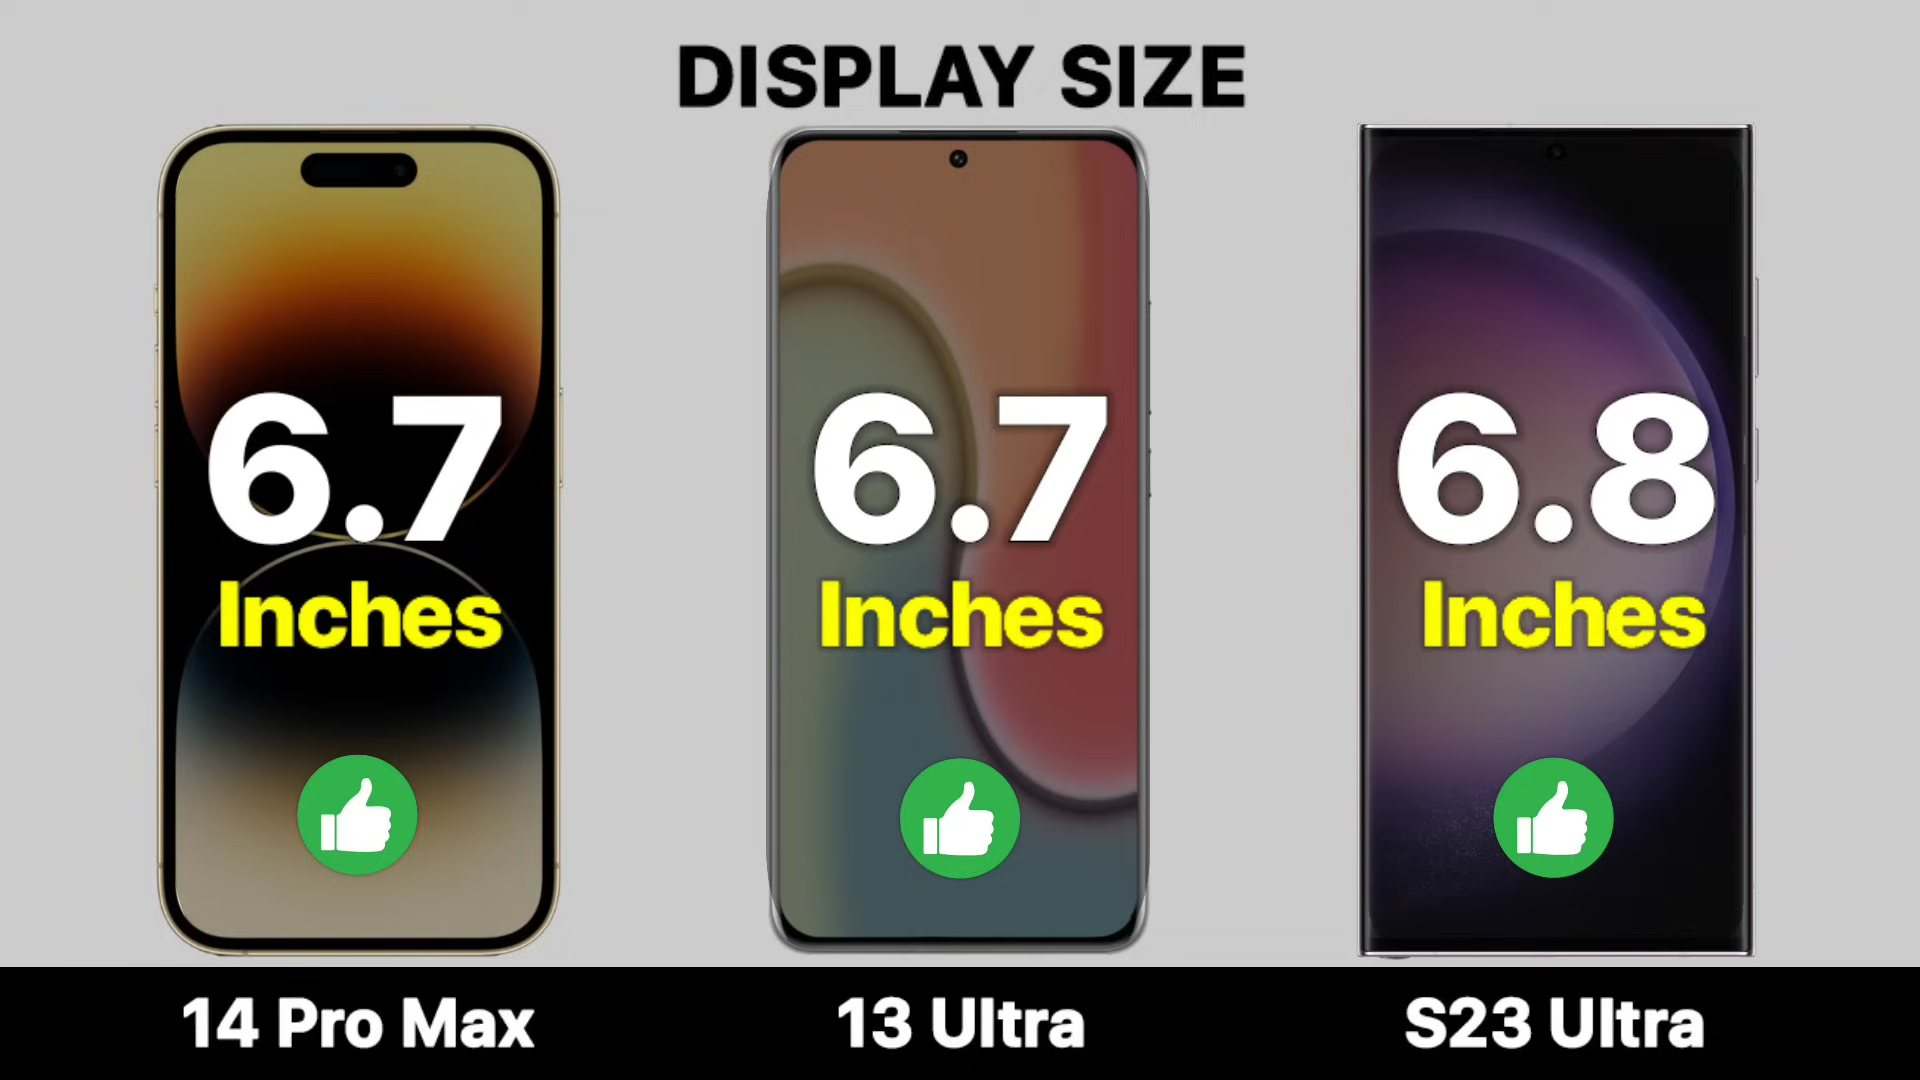 DISPLAY SIZE
6.7
Inches
6.7
Inches
6.8
Inches
14 Pro Max
13 Ultra
S23 Ultra